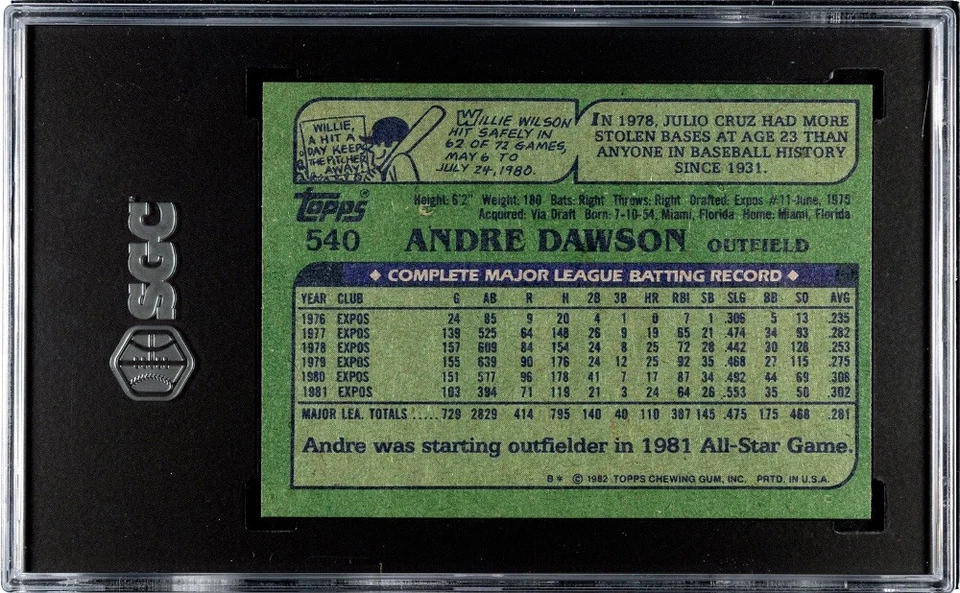 SGC
WILLIE,
A HIT A
DAY KEEPS
THE PITCHER
AWAY!
WILLIE WILSON
HIT SAFELY IN
62 OF 72 GAMES,
MAY 6 TO
JULY 24, 1980.
IN 1978, JULIO CRUZ HAD MORE
STOLEN BASES AT AGE 23 THAN
ANYONE IN BASEBALL HISTORY
SINCE 1931.
TOPPS®
Height: 6'2" Weight: 180 Bats: Right Throws: Right Drafted: Expos #11-June, 1975
Acquired: Via Draft Born: 7-10-54, Miami, Florida Home: Miami, Florida
540 ANDRE DAWSON OUTFIELD
◆ COMPLETE MAJOR LEAGUE BATTING RECORD ◆
YEAR CLUB G AB R H 2B 3B HR RBI SB SLG BB SO AVG
1976 EXPOS 24 85 9 20 4 1 0 7 1 .306 5 13 .235
1977 EXPOS 139 525 64 148 26 9 19 65 21 .474 34 93 .282
1978 EXPOS 157 609 84 154 24 8 25 72 28 .442 30 128 .253
1979 EXPOS 155 639 90 176 24 12 25 92 35 .468 27 115 .275
1980 EXPOS 151 577 96 178 41 7 17 87 34 .492 44 69 .308
1981 EXPOS 103 394 71 119 21 3 24 64 26 .553 35 50 .302
MAJOR LEA. TOTALS ..... 729 2829 414 795 140 40 110 387 145 .475 175 468 .281
Andre was starting outfielder in 1981 All-Star Game.
B* © 1982 TOPPS CHEWING GUM, INC. PRTD. IN U.S.A.